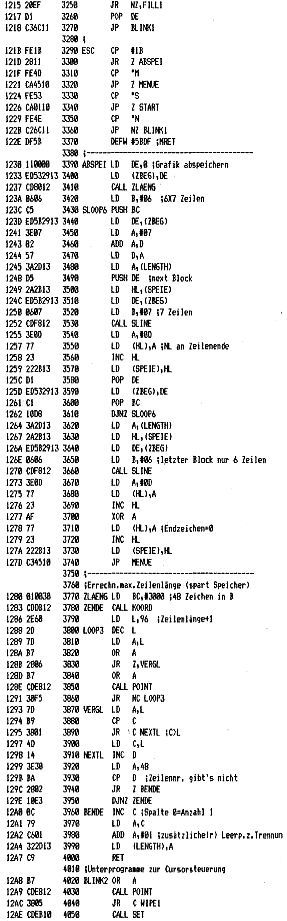 1215 20EF 3250 JR NZ,FILL1
1217 D1 3260 POP DE
1218 C36C11 3270 JP BLINK1
3280 ;
121B FE1B 3290 ESC CP #1B
121D 2811 3300 JR Z ABSPEI
121F FE4D 3310 CP "M
1221 CA4510 3320 JP Z MENUE
1224 FE53 3330 CP "S
1226 CA0110 3340 JP Z START
1229 FE4E 3350 CP "N
122B C26C11 3360 JP NZ BLINK1
122E DF5B 3370 DEFW #5BDF ;MRET
3380 ;
1230 110000 3390 ABSPEI LD DE,0 ;Grafik abspeichern
1233 ED532913 3400 LD (ZBEG),DE
1237 CD8012 3410 CALL ZLAENG
123A 0606 3420 LD B,#06 ;6X7 Zeilen
123C C5 3430 SLOOP6 PUSH BC
123D ED5B2913 3440 LD DE,(ZBEG)
1241 3E07 3450 LD A,#07
1243 82 3460 ADD A,D
1244 57 3470 LD D,A
1245 3A2D13 3480 LD A,(LENGTH)
1248 D5 3490 PUSH DE ;next Block
1249 2A2B13 3500 LD HL,(SPEIE)
124C ED5B2913 3510 LD DE,(ZBEG)
1250 0607 3520 LD B,#07 ;7 Zeilen
1252 CDF812 3530 CALL SLINE
1255 3E0D 3540 LD A,#0D
1257 77 3550 LD (HL),A ;NL an Zeilenende
1258 23 3560 INC HL
1259 222B13 3570 LD (SPEIE),HL
125C D1 3580 POP DE
125D ED532913 3590 LD (ZBEG),DE
1261 C1 3600 POP BC
1262 10D8 3610 DJNZ SLOOP6
1264 3A2D13 3620 LD A,(LENGTH)
1267 2A2B13 3630 LD HL,(SPEIE)
126A ED5B2913 3640 LD DE,(ZBEG)
126E 0606 3650 LD B,#06 ;letzter Block nur 6 Zeilen
1270 CDF812 3660 CALL SLINE
1273 3E0D 3670 LD A,#0D
1275 77 3680 LD (HL),A
1276 23 3690 INC HL
1277 AF 3700 XOR A
1278 77 3710 LD (HL),A ;Endzeichen=0
1279 23 3720 INC HL
127A 222B13 3730 LD (SPEIE),HL
127D C34510 3740 JP MENUE
3750 ;
3760 ;Errechn.max.Zeilenlänge (spart Speicher)
1280 010030 3770 ZLAENG LD BC,#3000 ;48 Zeichen in B
1283 CDDB12 3780 ZENDE CALL KOORD
1286 2E60 3790 LD L,96 ;Zeilenlänge+1
1288 2D 3800 LOOP3 DEC L
1289 7D 3810 LD A,L
128A B7 3820 OR A
128B 2806 3830 JR Z,VERGL
128D B7 3840 OR A
128E CDE812 3850 CALL POINT
1291 30F5 3860 JR NC LOOP3
1293 7D 3870 VERGL LD A,L
1294 B9 3880 CP C
1295 3801 3890 JR C NEXTL ;C>L
1297 4D 3900 LD C,L
1298 14 3910 NEXTL INC D
1299 3E30 3920 LD A,48
129B BA 3930 CP D ;Zeilennr. gibt's nicht
129C 2802 3940 JR Z BENDE
129E 10E3 3950 DJNZ ZENDE
12A0 0C 3960 BENDE INC C ;Spalte 0=Anzahl 1
12A1 79 3970 LD A,C
12A2 C601 3980 ADD A,#01 ;zusätzliche(r) Leerp.z.Trennun
12A4 322D13 3990 LD (LENGTH),A
12A7 C9 4000 RET
4010 ;Unterprogramme zur Cursorsteuerung
12A8 B7 4020 BLINK2 OR A
12A9 CDE812 4030 CALL POINT
12AC 3805 4040 JR C WIPE1
12AE CDEB10 4050 CALL SET